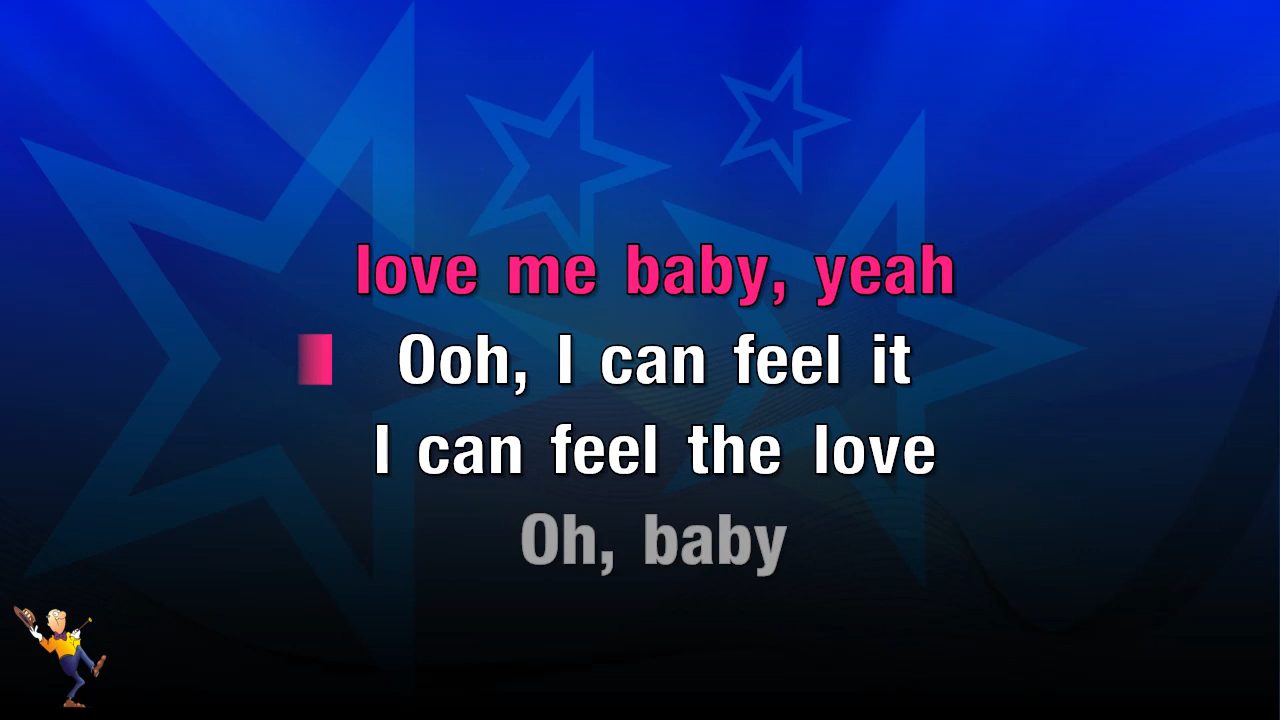 love me baby, yeah
Ooh, I can feel it
I can feel the love
Oh, baby